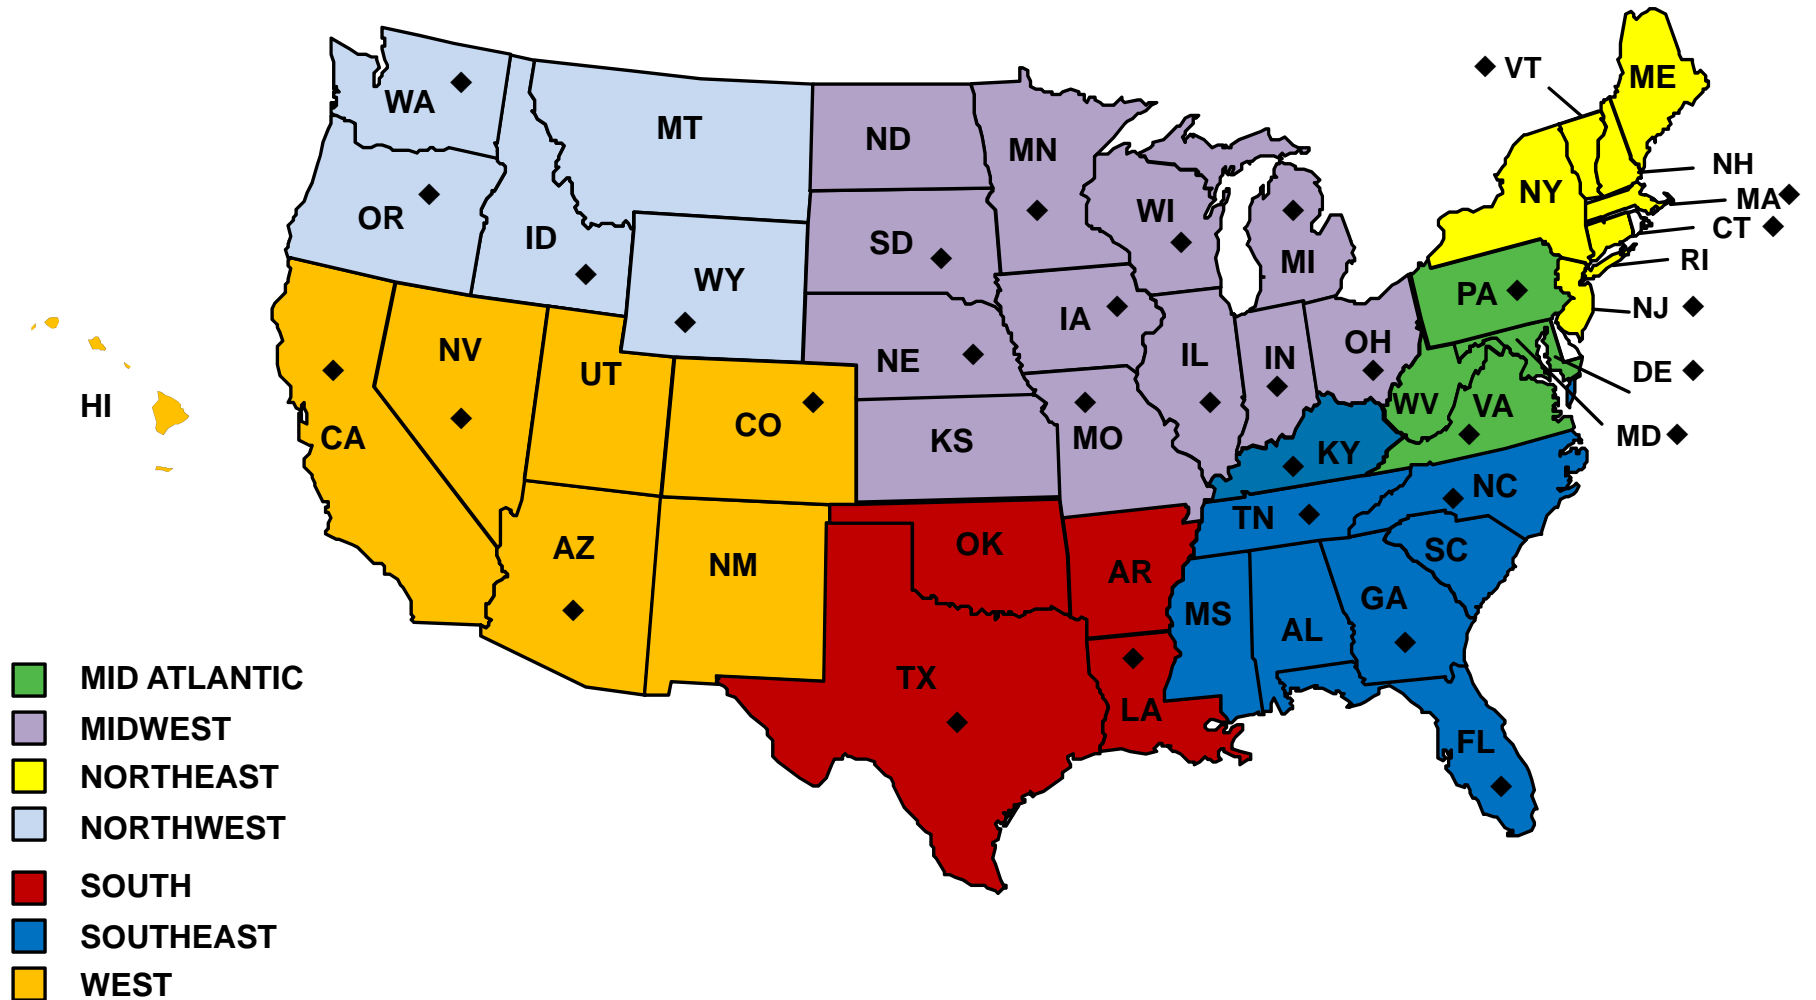 VT
ME
WA
MT
ND
MN
NH
OR
NY
MA
ID
SD
WI
CT
MI
RI
WY
PA
NJ
IA
HI
NV
UT
NE
IL
IN
OH
DE
CA
CO
KS
MO
WV
VA
MD
KY
TN
NC
AZ
NM
OK
AR
SC
MS
AL
GA
TX
LA
FL
MID ATLANTIC
MIDWEST
NORTHEAST
NORTHWEST
SOUTH
SOUTHEAST
WEST